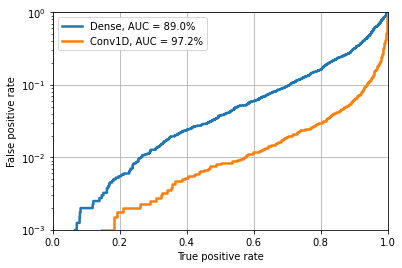 Dense, AUC = 89.0%
Conv1D, AUC = 97.2%
False positive rate
10⁰
10⁻¹
10⁻²
10⁻³
0.0 0.2 0.4 0.6 0.8 1.0
True positive rate